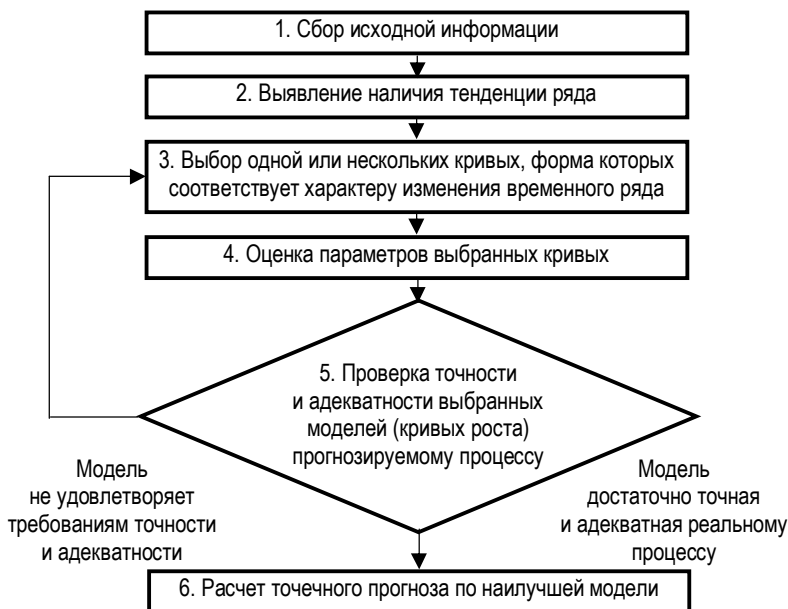 1. Сбор исходной информации
2. Выявление наличия тенденции ряда
3. Выбор одной или нескольких кривых, форма которых
соответствует характеру изменения временного ряда
4. Оценка параметров выбранных кривых
5. Проверка точности
и адекватности выбранных
моделей (кривых роста)
прогнозируемому процессу
Модель
не удовлетворяет
требованиям точности
и адекватности
Модель
достаточно точная
и адекватная реальному
процессу
6. Расчет точечного прогноза по наилучшей модели